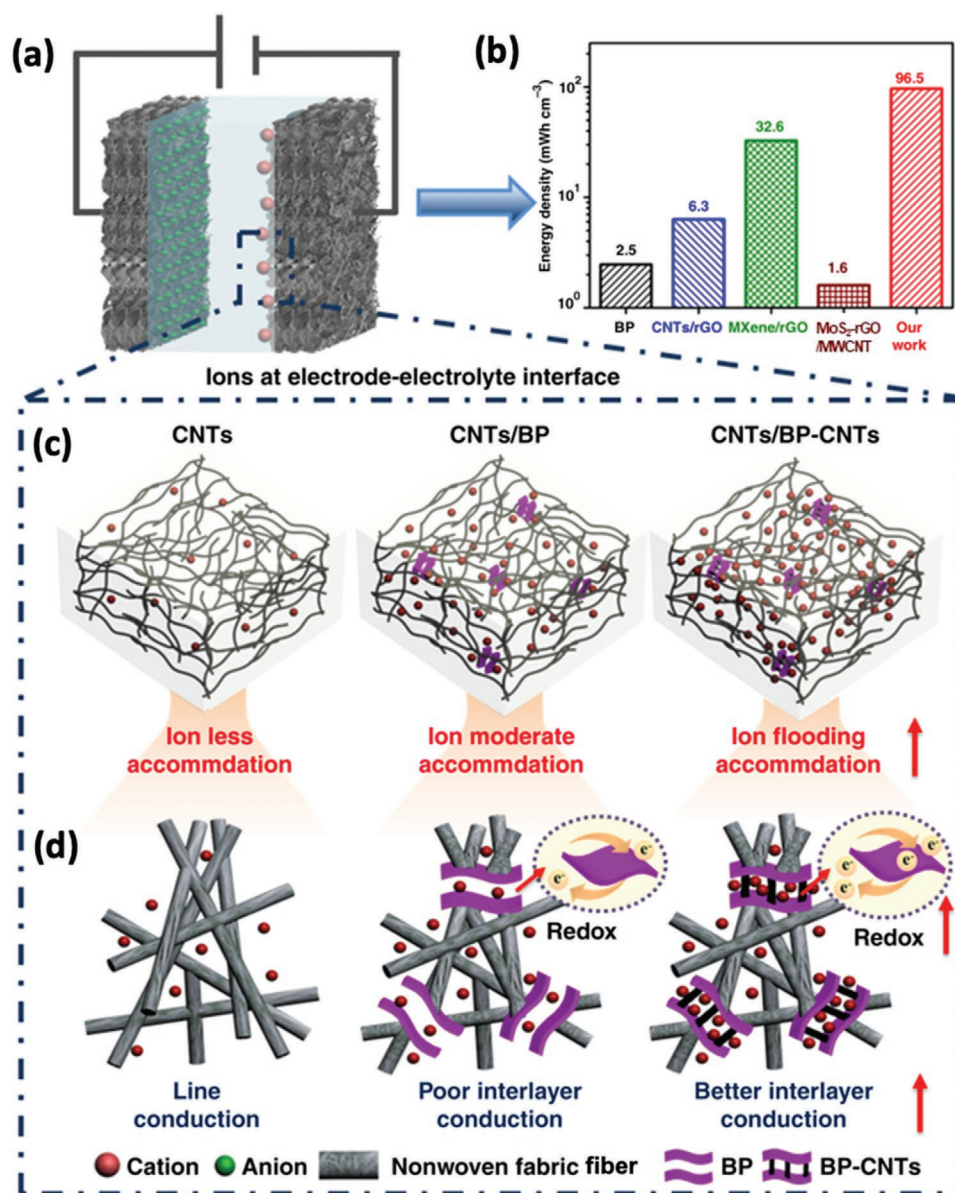 (a)
(b)
Energy density (mWh cm⁻³)
10²
10¹
10⁰
2.5
6.3
32.6
1.6
96.5
BP
CNTs/rGO
MXene/rGO
MoS₂-rGO
/MWCNT
Our
work
Ions at electrode-electrolyte interface
(c)
CNTs
CNTs/BP
CNTs/BP-CNTs
Ion less
accommdation
Ion moderate
accommdation
Ion flooding
accommdation
(d)
e⁻
e⁻
e⁻
Redox
e⁻
e⁻
e⁻
e⁻
Redox
Line
conduction
Poor interlayer
conduction
Better interlayer
conduction
Cation
Anion
Nonwoven fabric fiber
BP
BP-CNTs